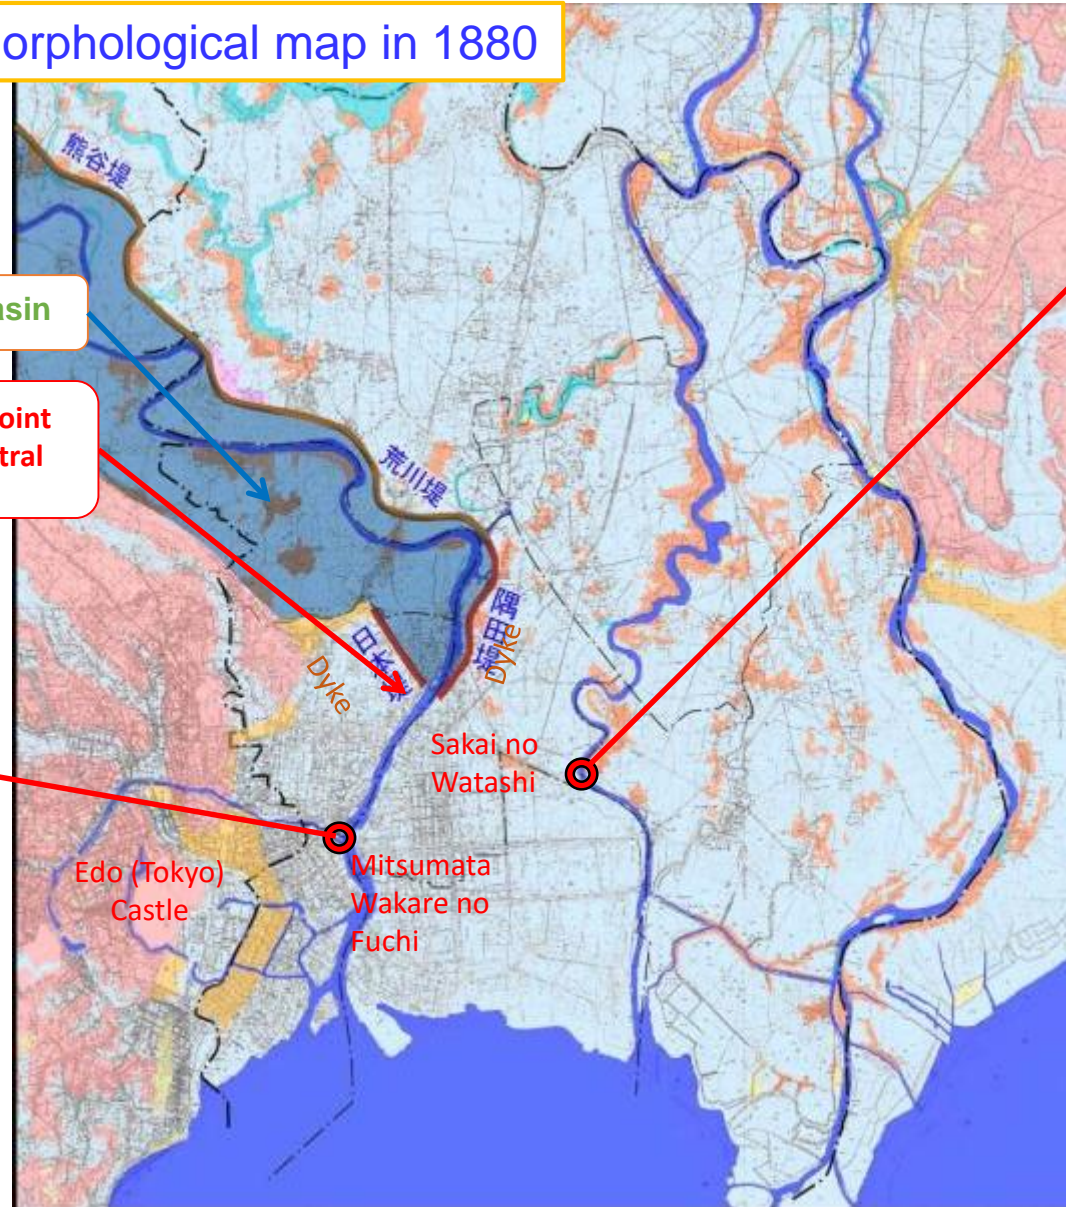 orphological map in 1880
熊谷堤
asin
oint
tral
荒川堤
隅田堤
Dyke
日本堤
Dyke
Sakai no
Watashi
Mitsumata
Wakare no
Fuchi
Edo (Tokyo)
Castle